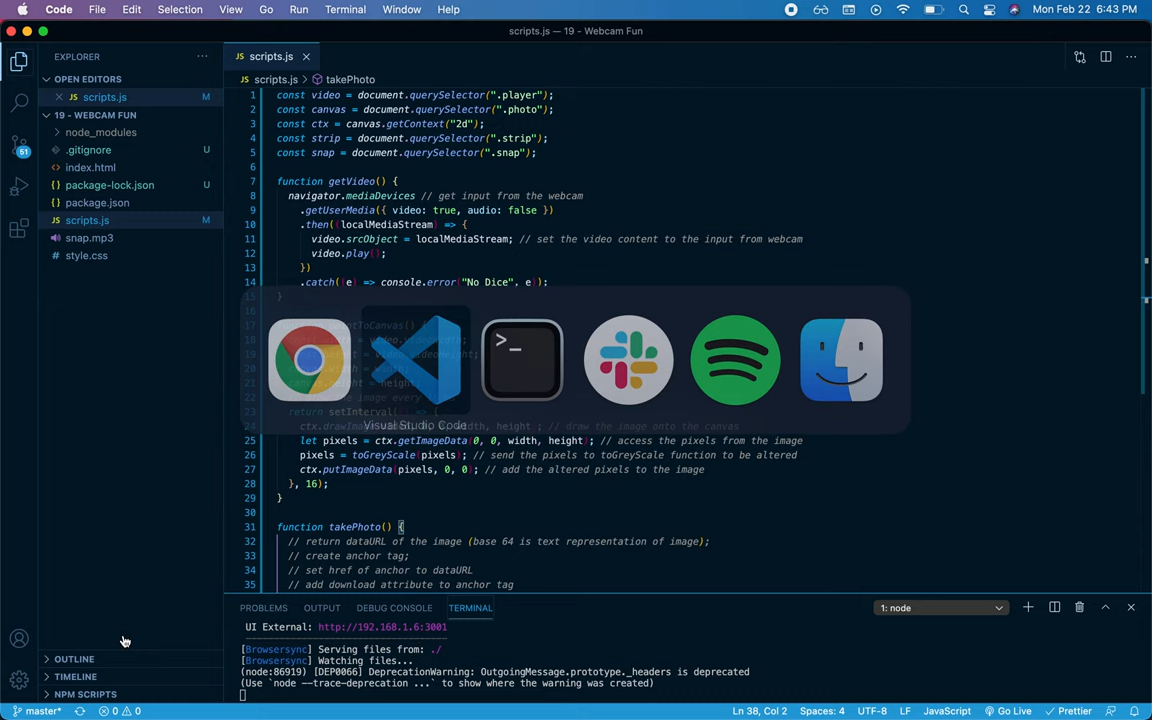 Code File Edit Selection View Go Run Terminal Window Help Mon Feb 22 6:43 PM
scripts.js — 19 - Webcam Fun
EXPLORER
OPEN EDITORS
JS scripts.js M
19 - WEBCAM FUN
node_modules
.gitignore U
index.html
package-lock.json U
package.json
JS scripts.js M
snap.mp3
# style.css
OUTLINE
TIMELINE
NPM SCRIPTS
51
JS scripts.js
JS scripts.js > takePhoto
1 const video = document.querySelector(".player");
2 const canvas = document.querySelector(".photo");
3 const ctx = canvas.getContext("2d");
4 const strip = document.querySelector(".strip");
5 const snap = document.querySelector(".snap");
6
7 function getVideo() {
8 navigator.mediaDevices // get input from the webcam
9 .getUserMedia({ video: true, audio: false })
10 .then((localMediaStream) => {
11 video.srcObject = localMediaStream; // set the video content to the input from webcam
12 video.play();
13 })
14 .catch((e) => console.error("No Dice", e));
15 }
Visual Studio Code
25 let pixels = ctx.getImageData(0, 0, width, height); // access the pixels from the image
26 pixels = toGreyScale(pixels); // send the pixels to toGreyScale function to be altered
27 ctx.putImageData(pixels, 0, 0); // add the altered pixels to the image
28 }, 16);
29 }
30
31 function takePhoto() {
32 // return dataURL of the image (base 64 is text representation of image);
33 // create anchor tag;
34 // set href of anchor to dataURL
35 // add download attribute to anchor tag
PROBLEMS OUTPUT DEBUG CONSOLE TERMINAL 1: node
UI External: http://192.168.1.6:3001
[Browsersync] Serving files from: ./
[Browsersync] Watching files...
(node:86919) [DEP0066] DeprecationWarning: OutgoingMessage.prototype._headers is deprecated
(Use `node --trace-deprecation ...` to show where the warning was created)
master* 0 0 Ln 38, Col 2 Spaces: 4 UTF-8 LF JavaScript Go Live Prettier